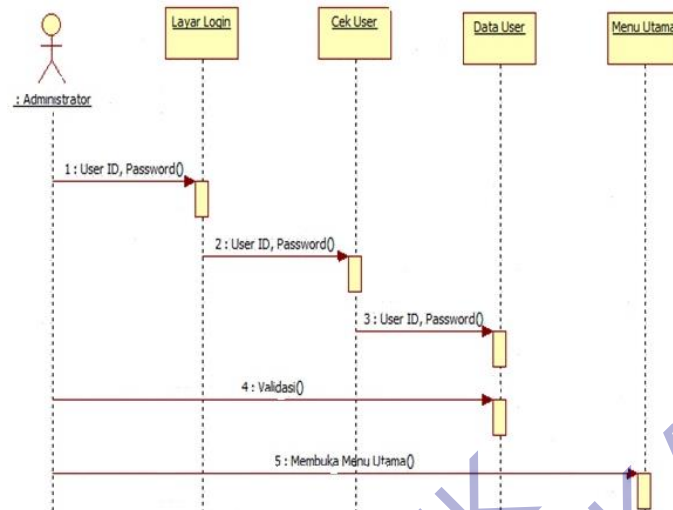 Layar Login
Cek User
Data User
Menu Utama
: Administrator
1 : User ID, Password()
2 : User ID, Password()
3 : User ID, Password()
4 : Validasi()
5 : Membuka Menu Utama()